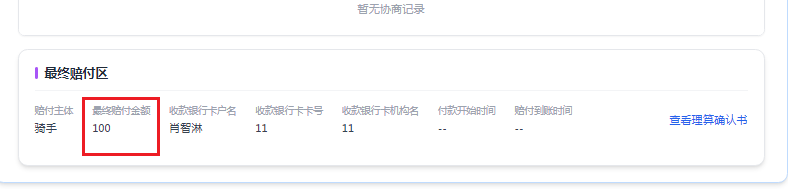 暂无协商记录
最终赔付区
赔付主体 最终赔付金额 收款银行卡户名 收款银行卡卡号 收款银行卡机构名 付款开始时间 赔付到账时间
骑手 100 肖智淋 11 11 -- --
查看理算确认书